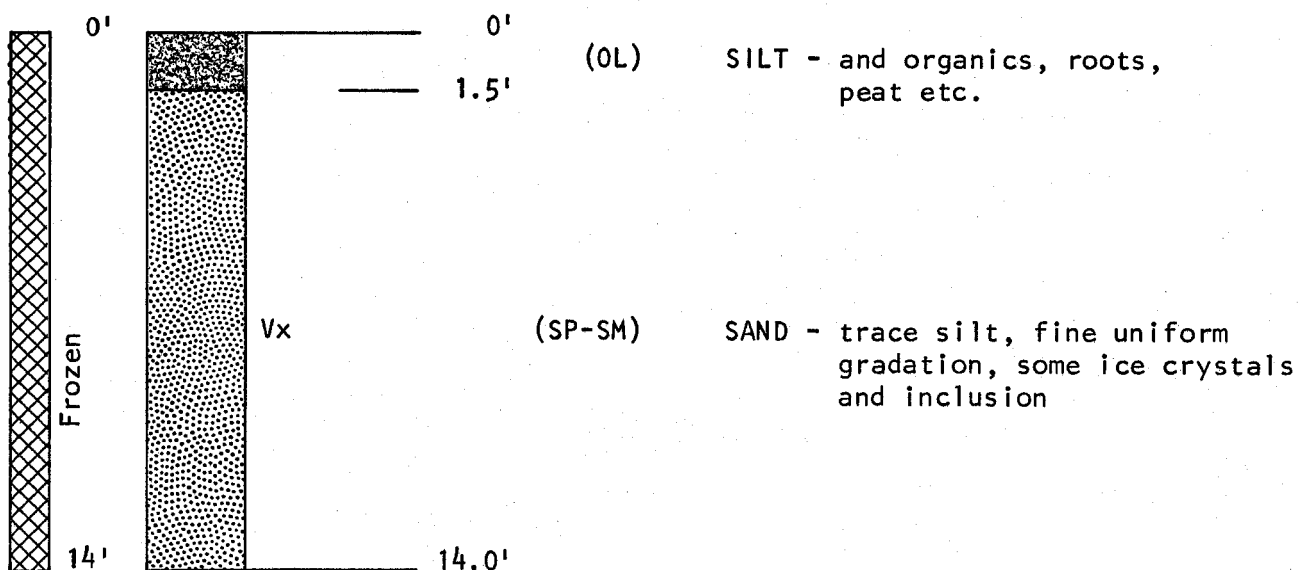 0' 0'
(OL) SILT - and organics, roots,
1.5' peat etc.
Frozen
Vx (SP-SM) SAND - trace silt, fine uniform
gradation, some ice crystals
and inclusion
14' 14.0'